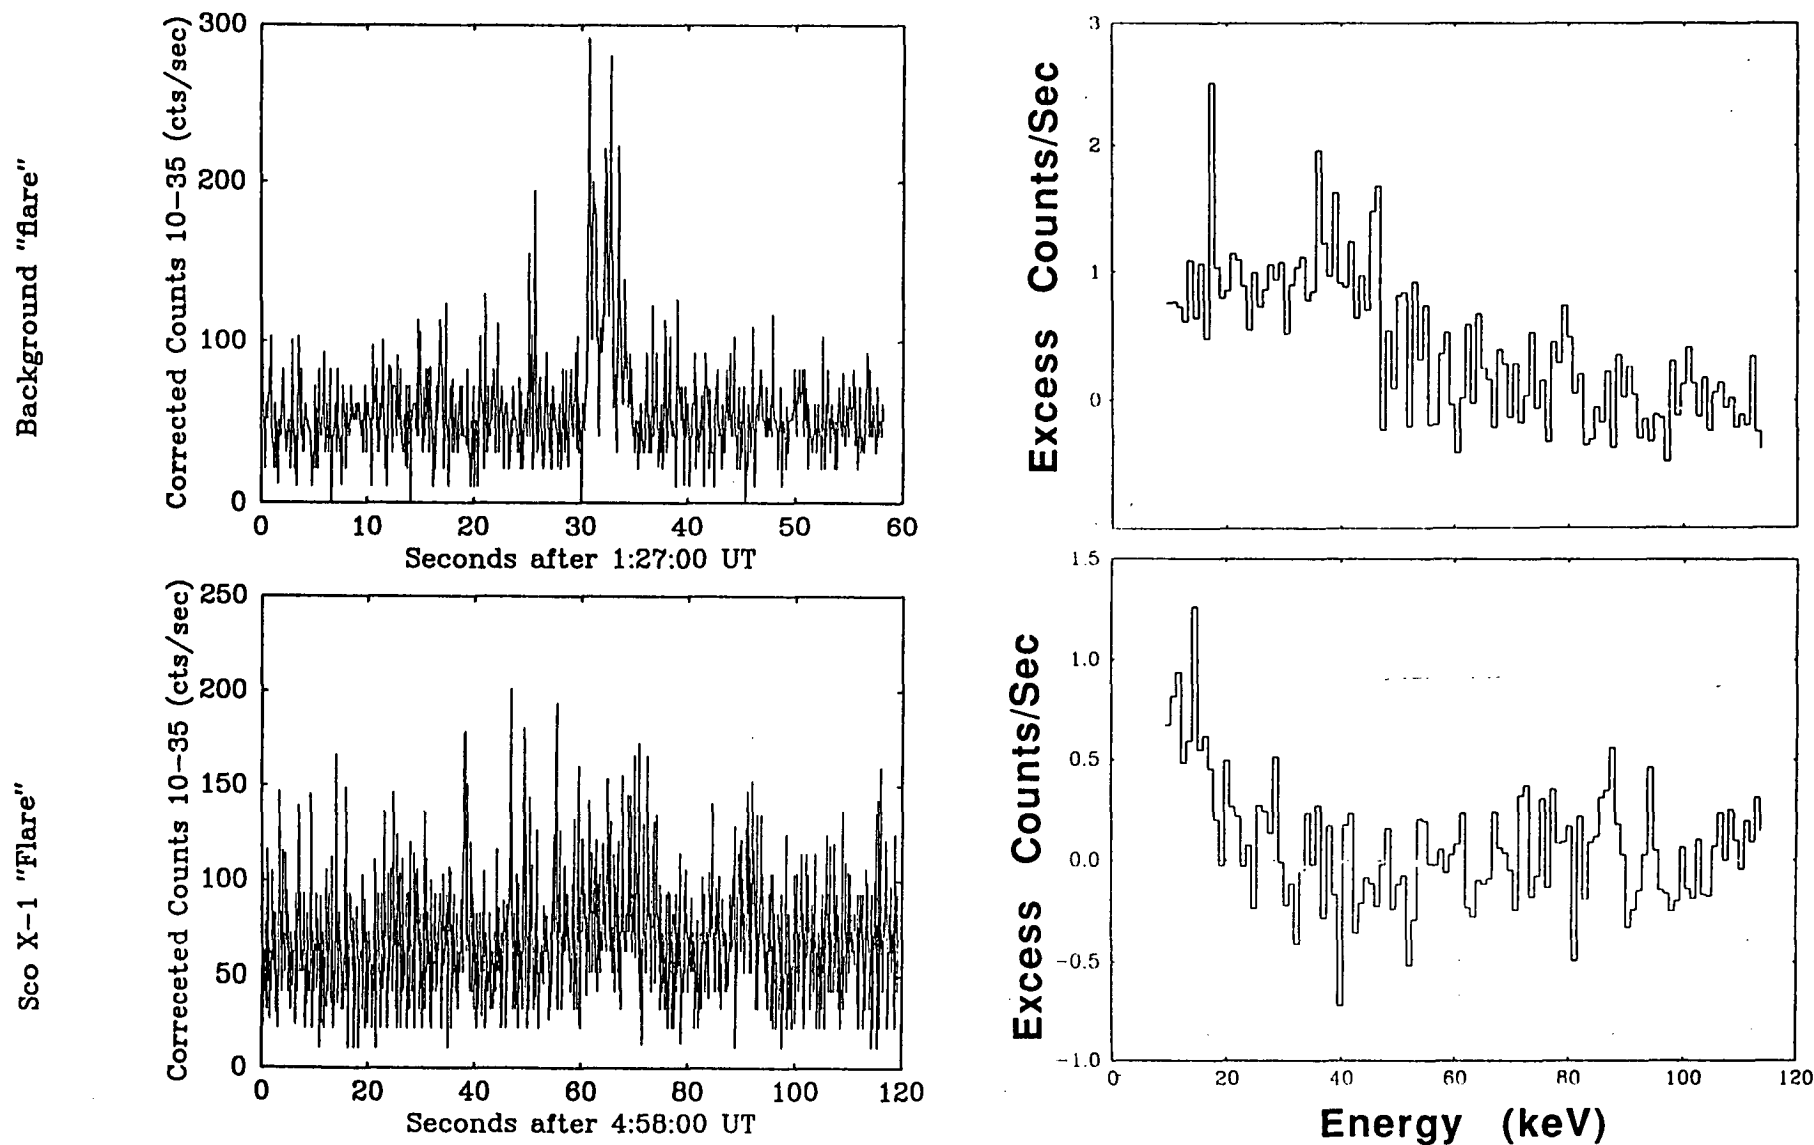 Background "flare"
Corrected Counts 10-35 (cts/sec)
300
200
100
0
0 10 20 30 40 50 60
Seconds after 1:27:00 UT
Excess Counts/Sec
3
2
1
0
Sco X-1 "Flare"
Correceted Counts 10-35 (cts/sec)
250
200
150
100
50
0
0 20 40 60 80 100 120
Seconds after 4:58:00 UT
Excess Counts/Sec
1.5
1.0
0.5
0.0
-0.5
-1.0
0 20 40 60 80 100 120
Energy (keV)